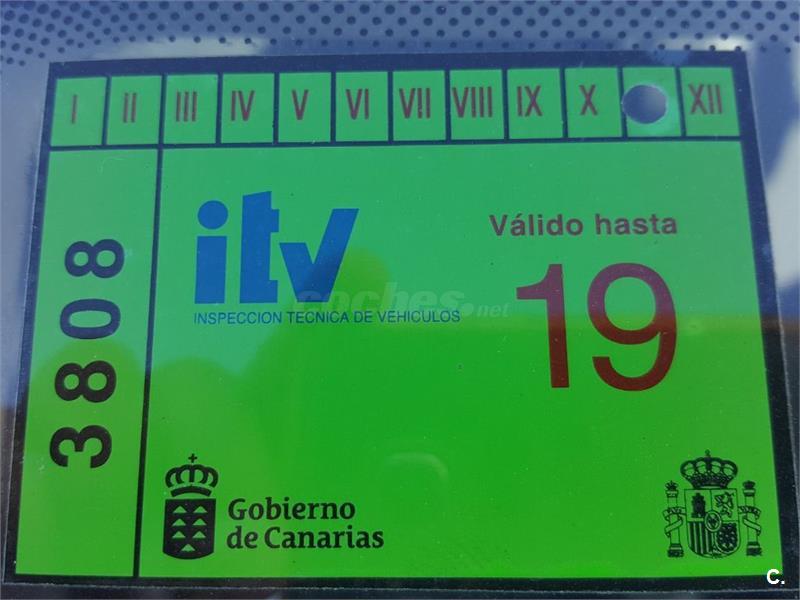 I II III IV V VI VII VIII IX X XII
3808
itv
INSPECCION TECNICA DE VEHICULOS
Válido hasta
19
coches.net
Gobierno
de Canarias
C.